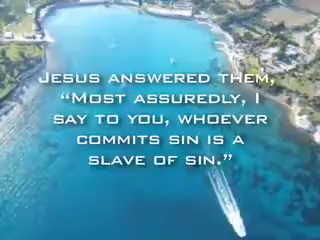 Jesus answered them,
“Most assuredly, I
say to you, whoever
commits sin is a
slave of sin.”